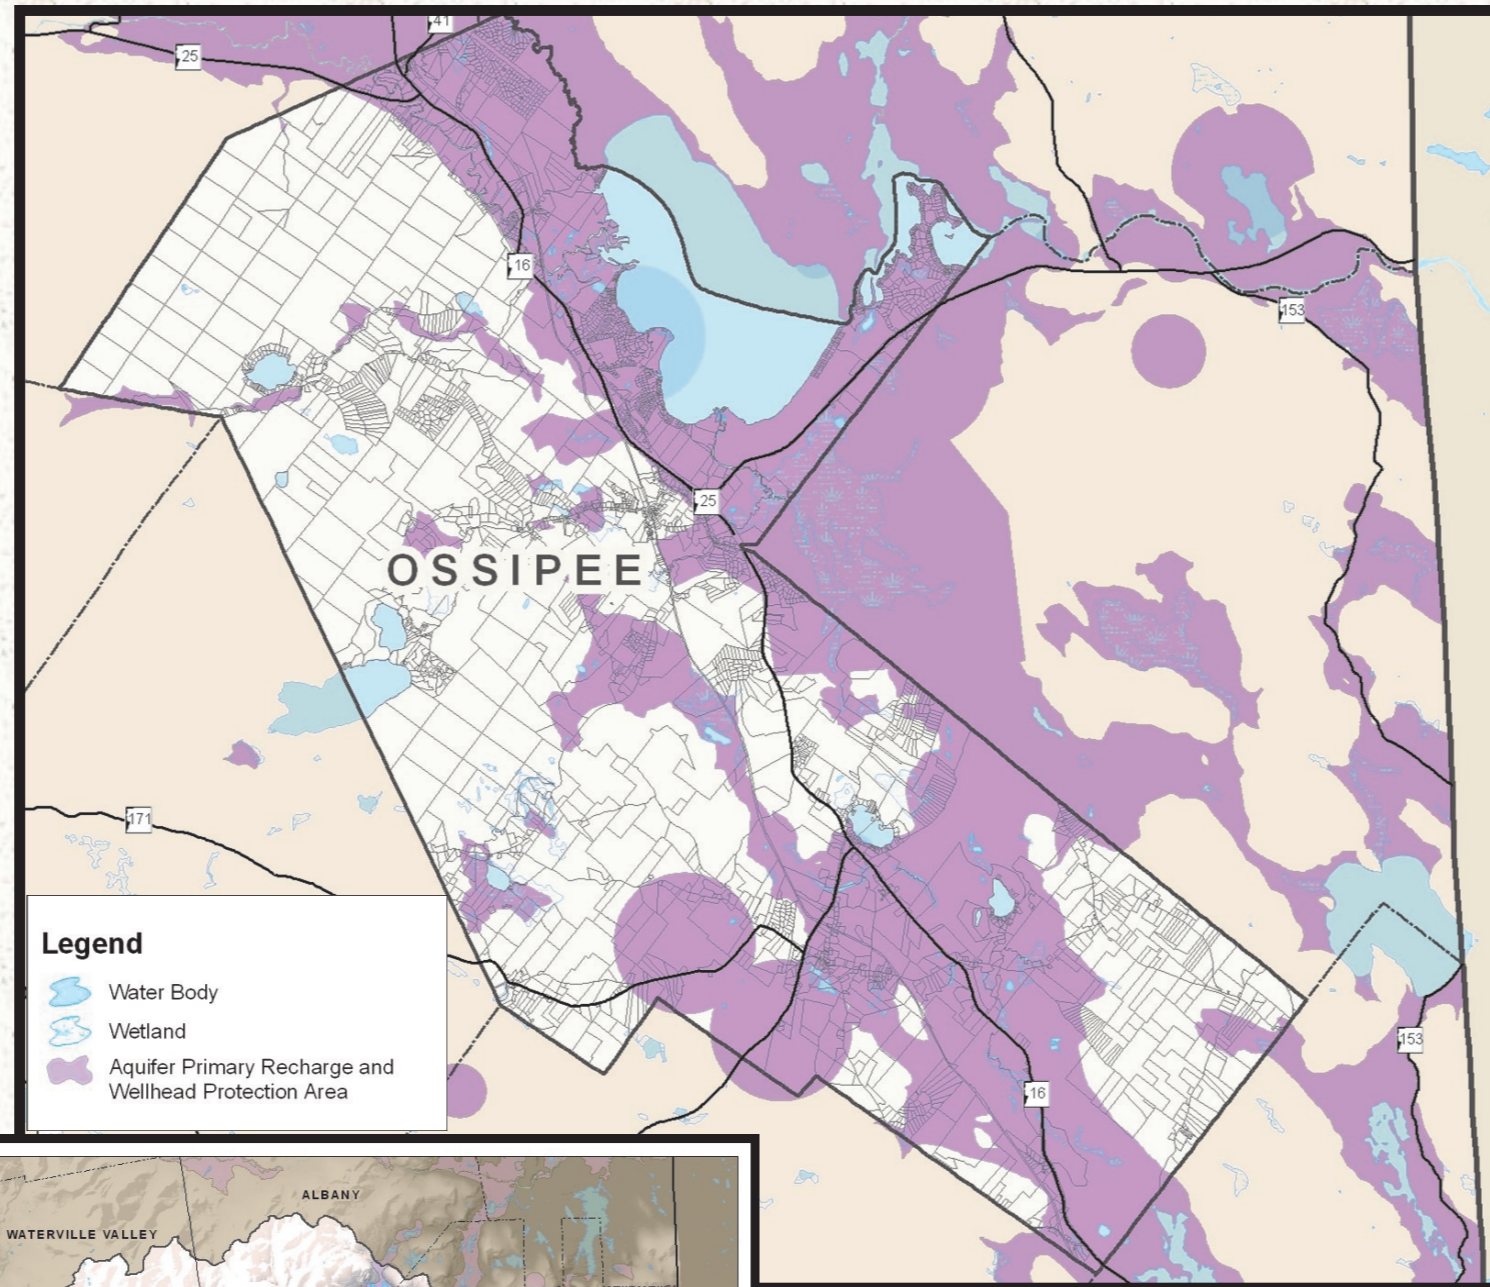 41
25
16
153
25
OSSIPEE
171
Legend
Water Body
Wetland
Aquifer Primary Recharge and
Wellhead Protection Area
153
16
ALBANY
WATERVILLE VALLEY